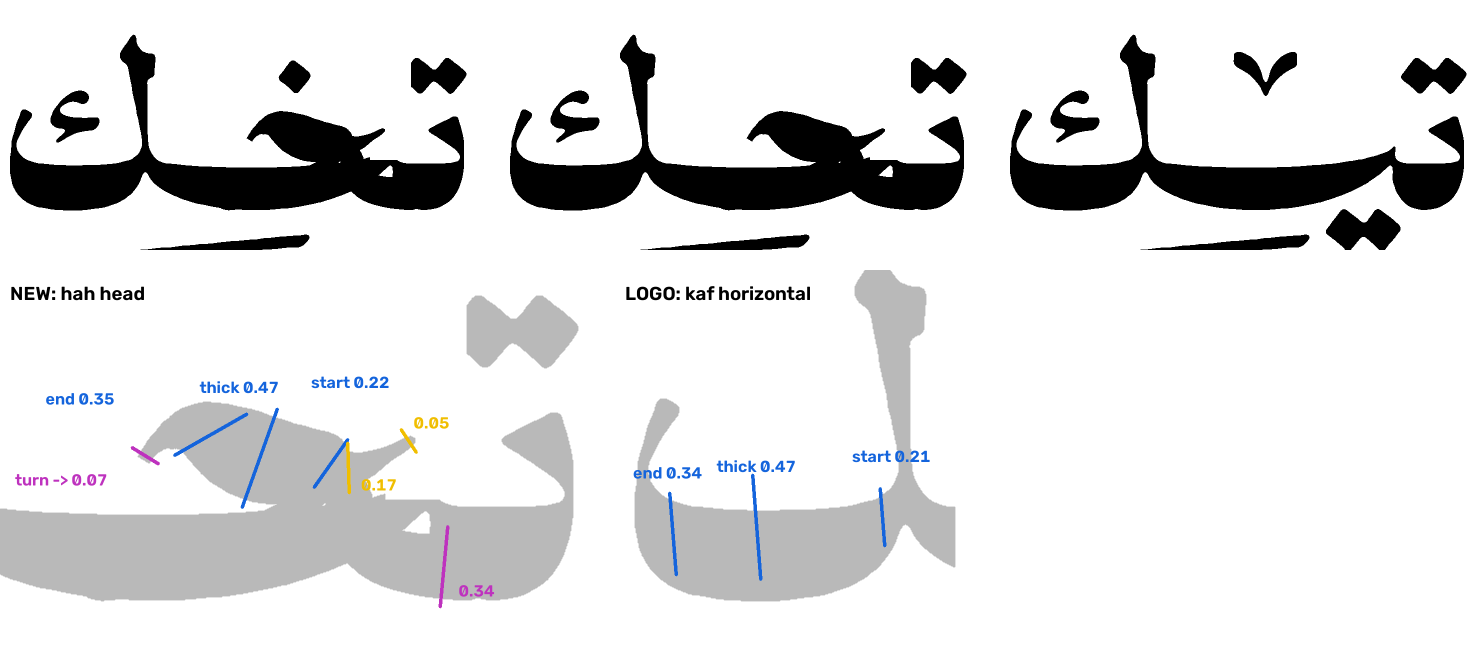 تێِك تحِك تخِك
NEW: hah head
LOGO: kaf horizontal
end 0.35
thick 0.47
start 0.22
0.05
turn -> 0.07
0.17
0.34
end 0.34
thick 0.47
start 0.21